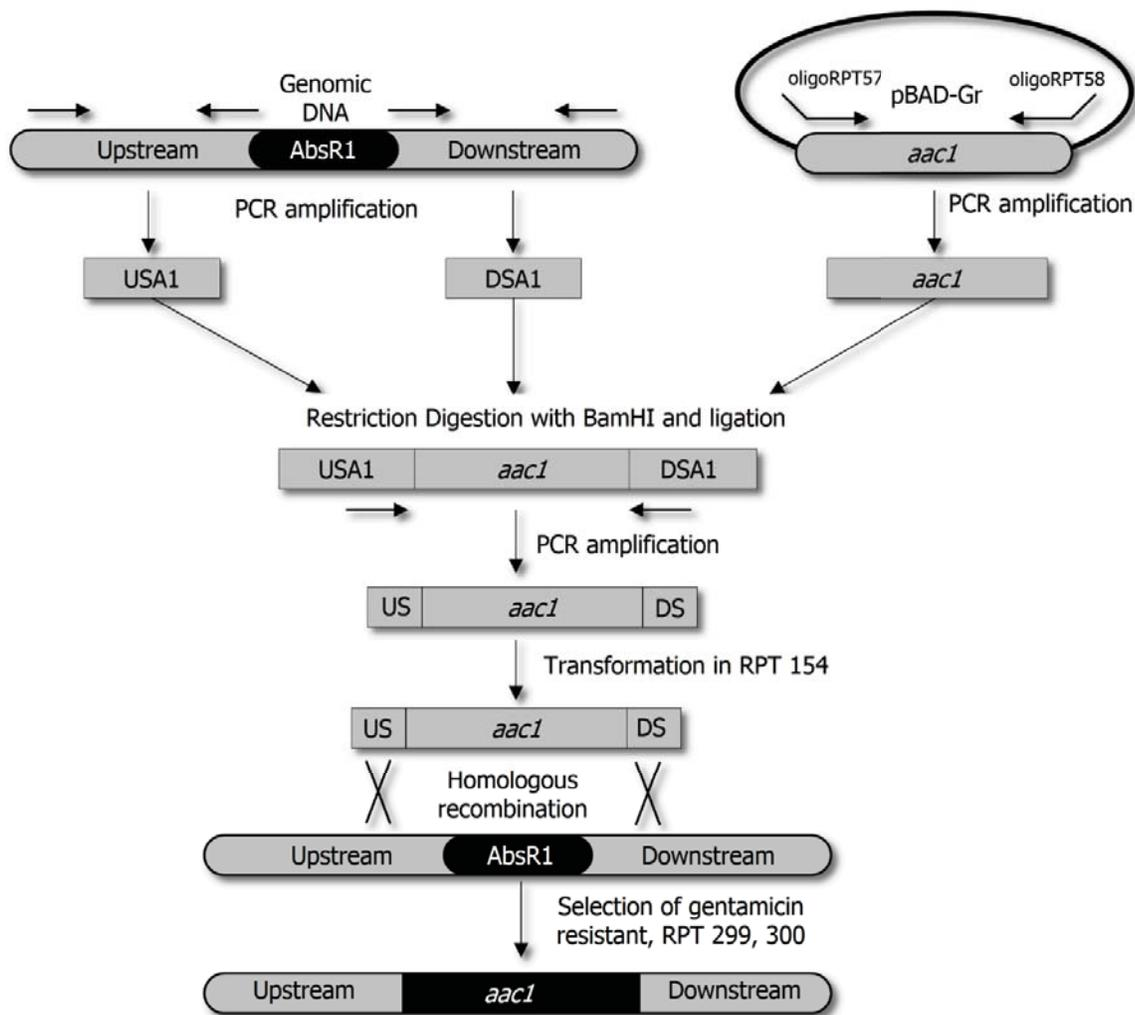 Genomic
DNA
Upstream
AbsR1
Downstream
oligoRPT57
pBAD-Gr
oligoRPT58
aac1
PCR amplification
PCR amplification
USA1
DSA1
aac1
Restriction Digestion with BamHI and ligation
USA1
aac1
DSA1
PCR amplification
US
aac1
DS
Transformation in RPT 154
US
aac1
DS
Homologous
recombination
Upstream
AbsR1
Downstream
Selection of gentamicin
resistant, RPT 299, 300
Upstream
aac1
Downstream